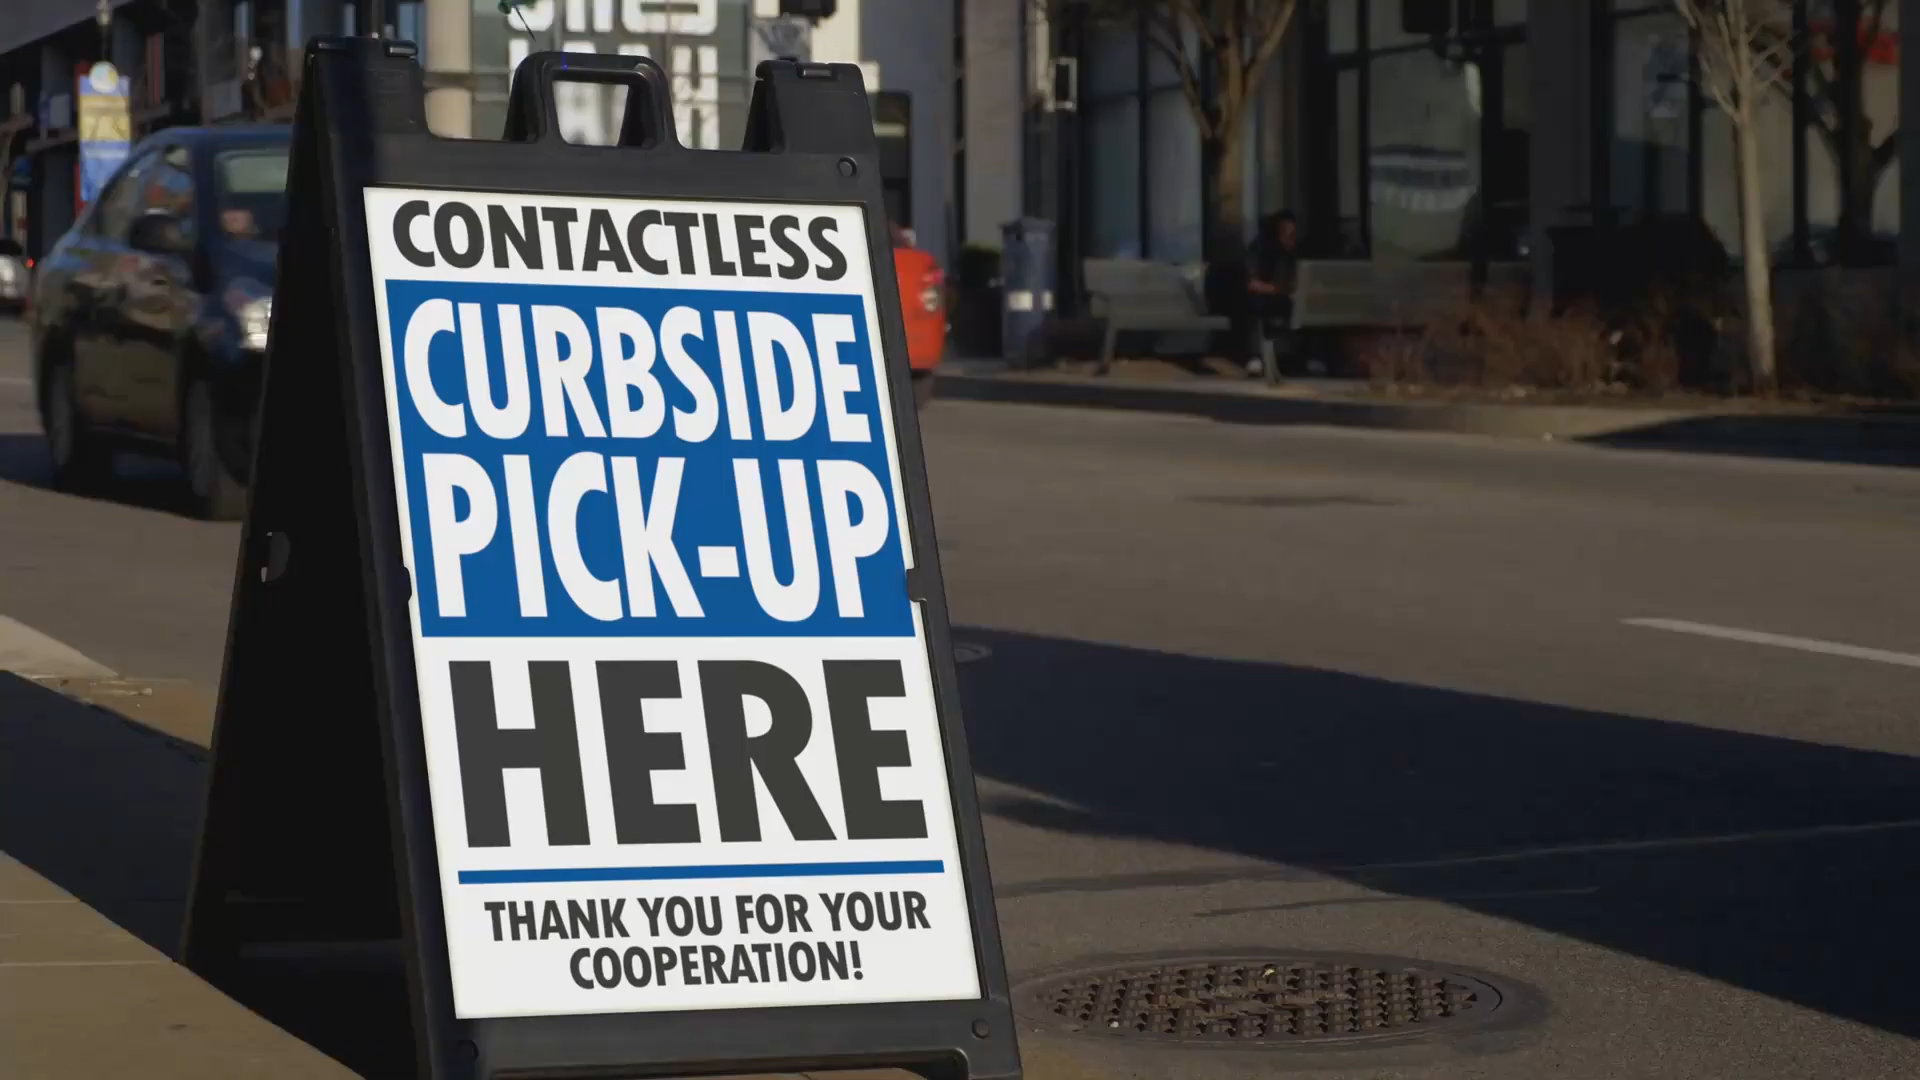 CONTACTLESS
CURBSIDE
PICK-UP
HERE
THANK YOU FOR YOUR
COOPERATION!